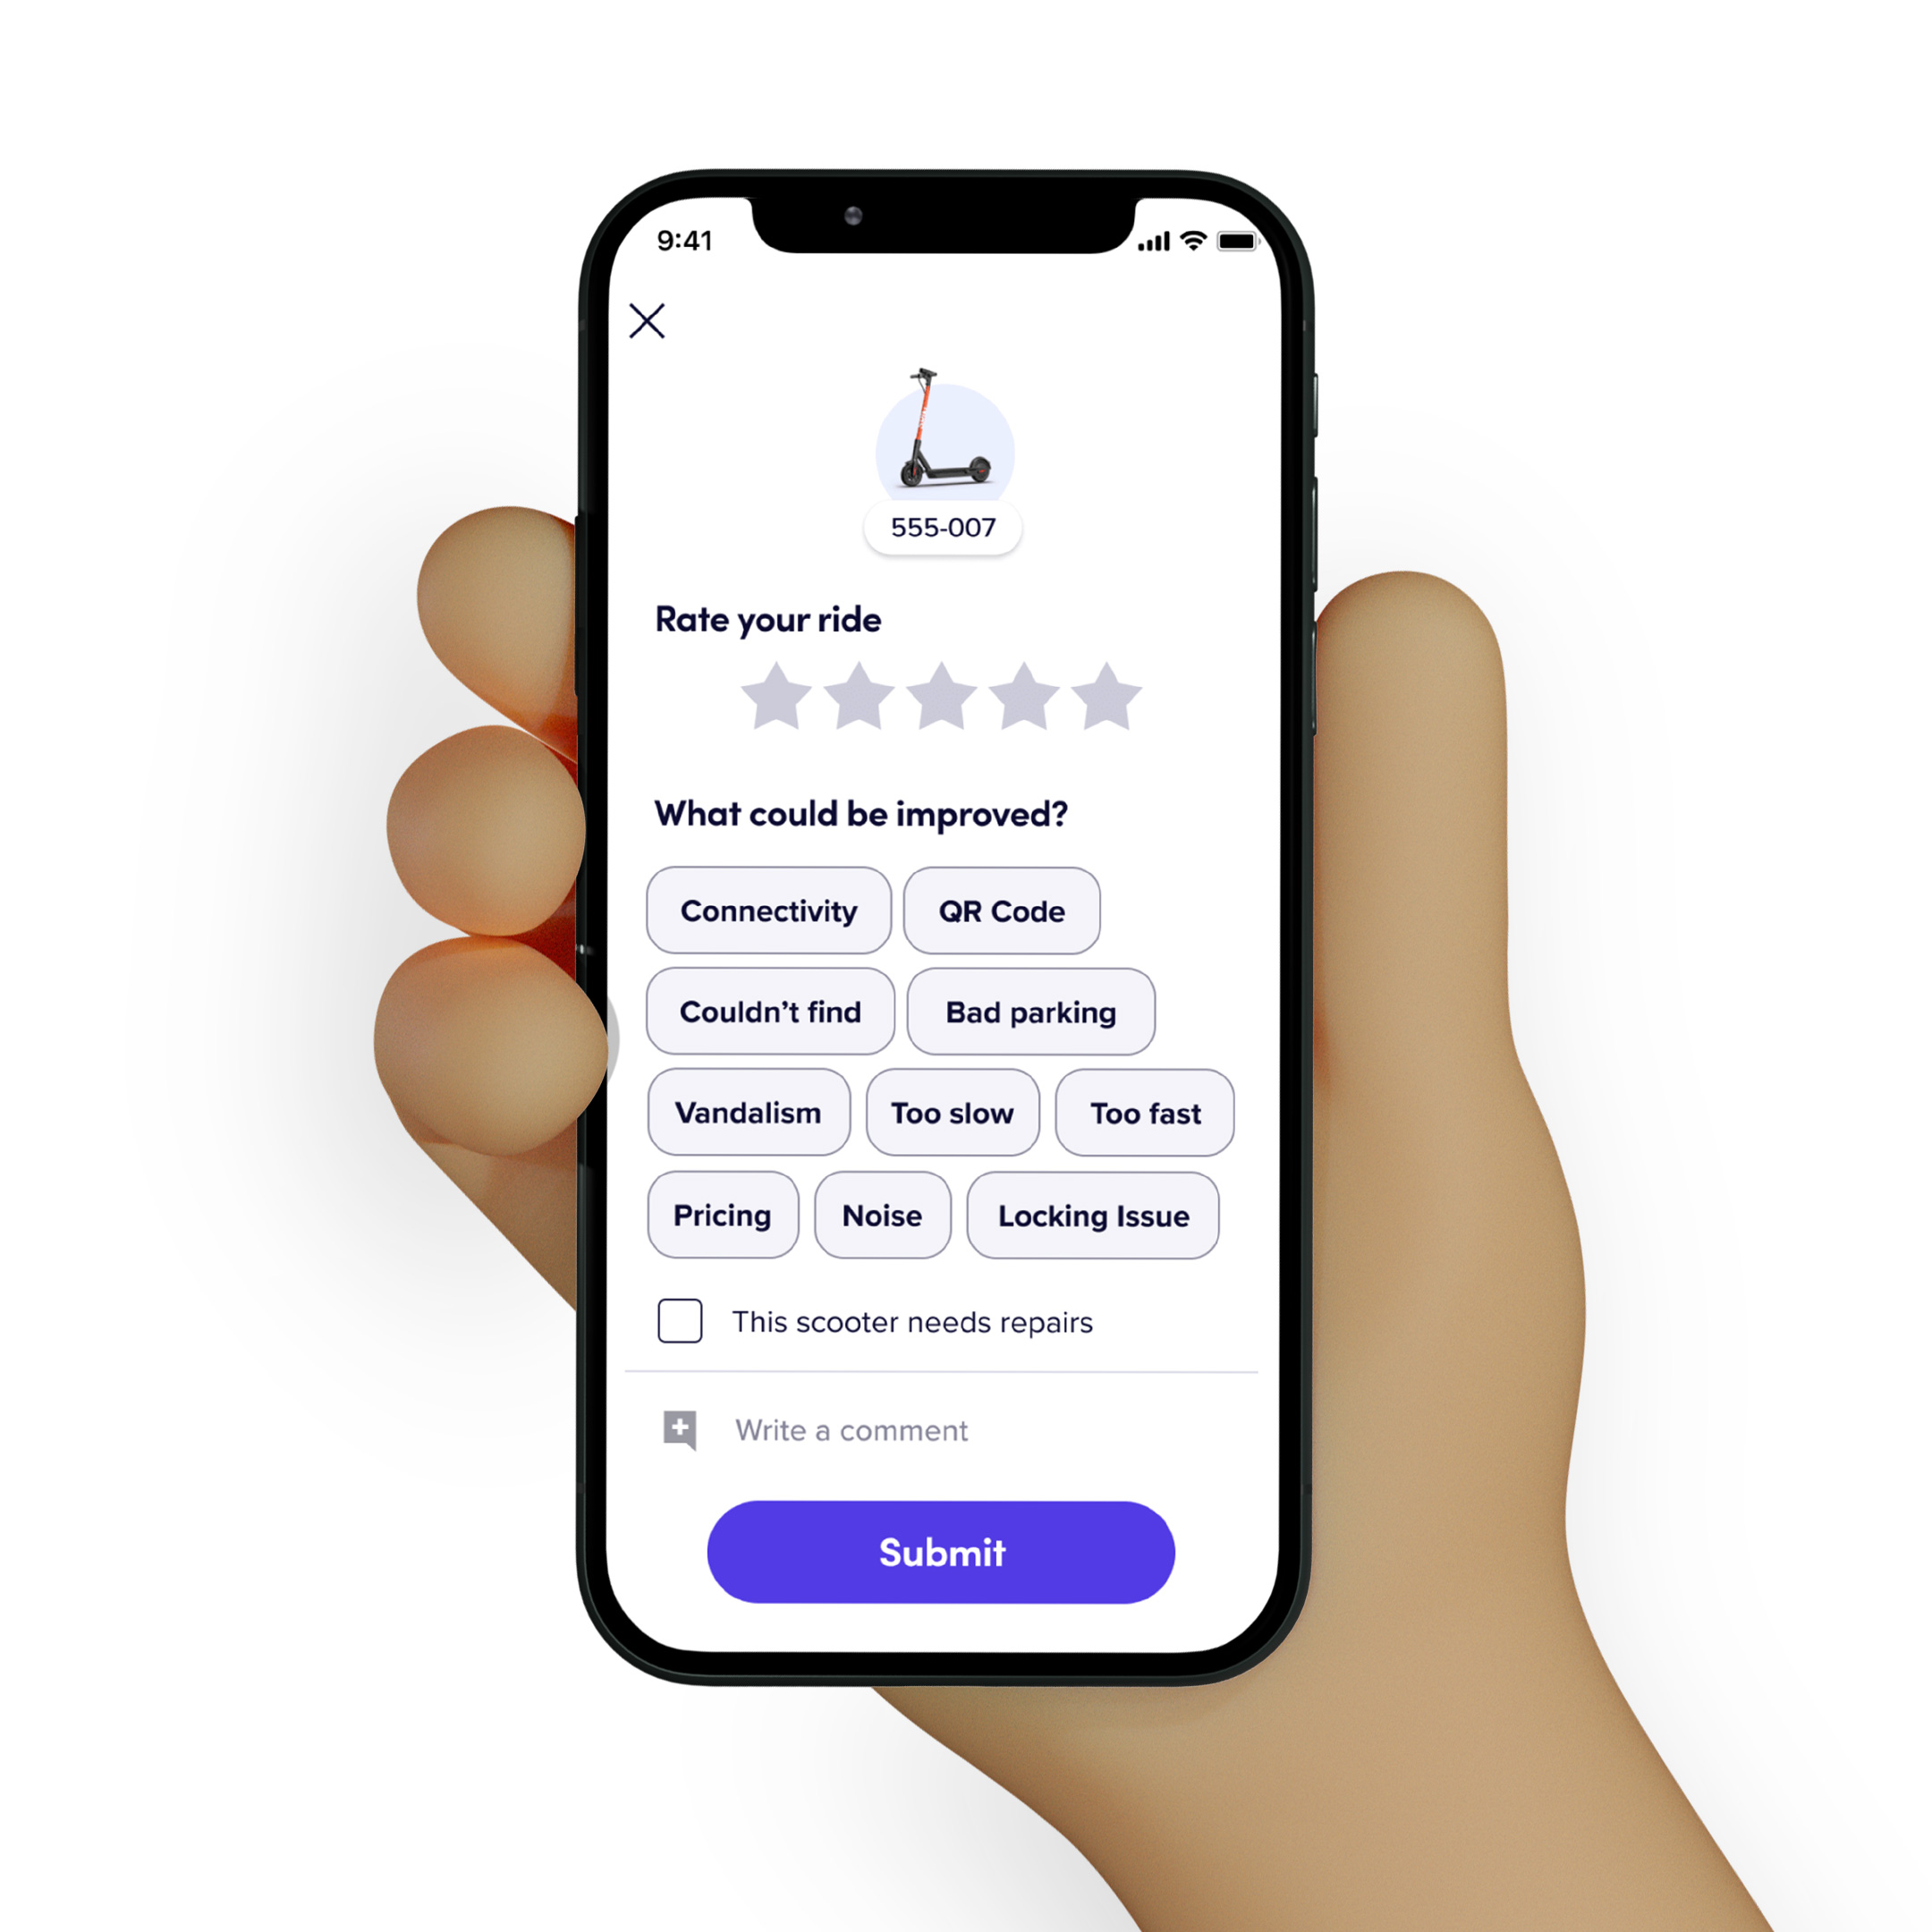 9:41
555-007
Rate your ride
What could be improved?
Connectivity QR Code
Couldn't find Bad parking
Vandalism Too slow Too fast
Pricing Noise Locking Issue
This scooter needs repairs
Write a comment
Submit